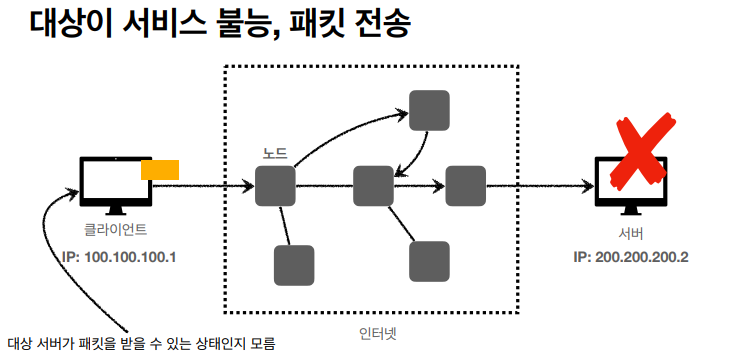 대상이 서비스 불능, 패킷 전송
노드
클라이언트
IP: 100.100.100.1
서버
IP: 200.200.200.2
인터넷
대상 서버가 패킷을 받을 수 있는 상태인지 모름